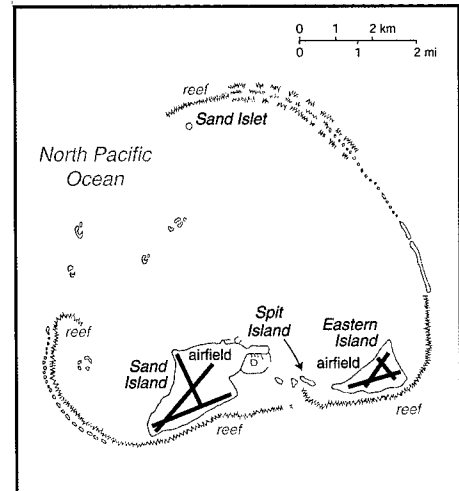 0 1 2 km
0 1 2 mi
reef
Sand Islet
North Pacific
Ocean
reef
Spit
Island
Eastern
Island
airfield
Sand
Island
airfield
reef
reef